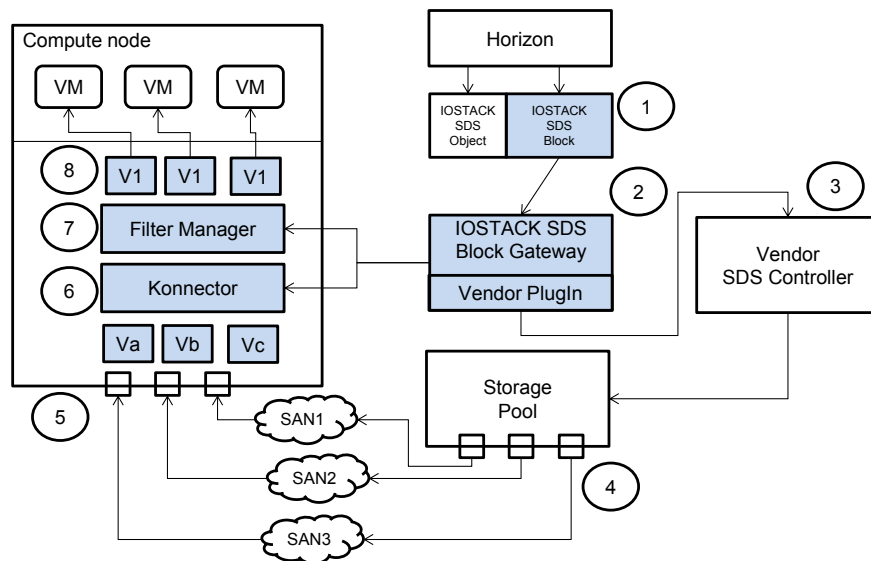 Compute node
VM
VM
VM
8
V1
V1
V1
7
Filter Manager
6
Konnector
Va
Vb
Vc
5
Horizon
IOSTACK
SDS
Object
IOSTACK
SDS
Block
1
2
IOSTACK SDS
Block Gateway
Vendor PlugIn
3
Vendor
SDS Controller
Storage
Pool
4
SAN1
SAN2
SAN3